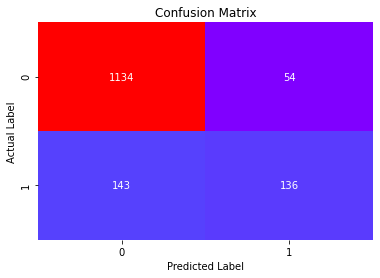 Confusion Matrix
Actual Label
0
1134
54
1
143
136
0
1
Predicted Label